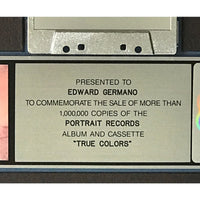 PRESENTED TO
EDWARD GERMANO
TO COMMEMORATE THE SALE OF MORE THAN
1,000,000 COPIES OF THE
PORTRAIT RECORDS
ALBUM AND CASSETTE
"TRUE COLORS"